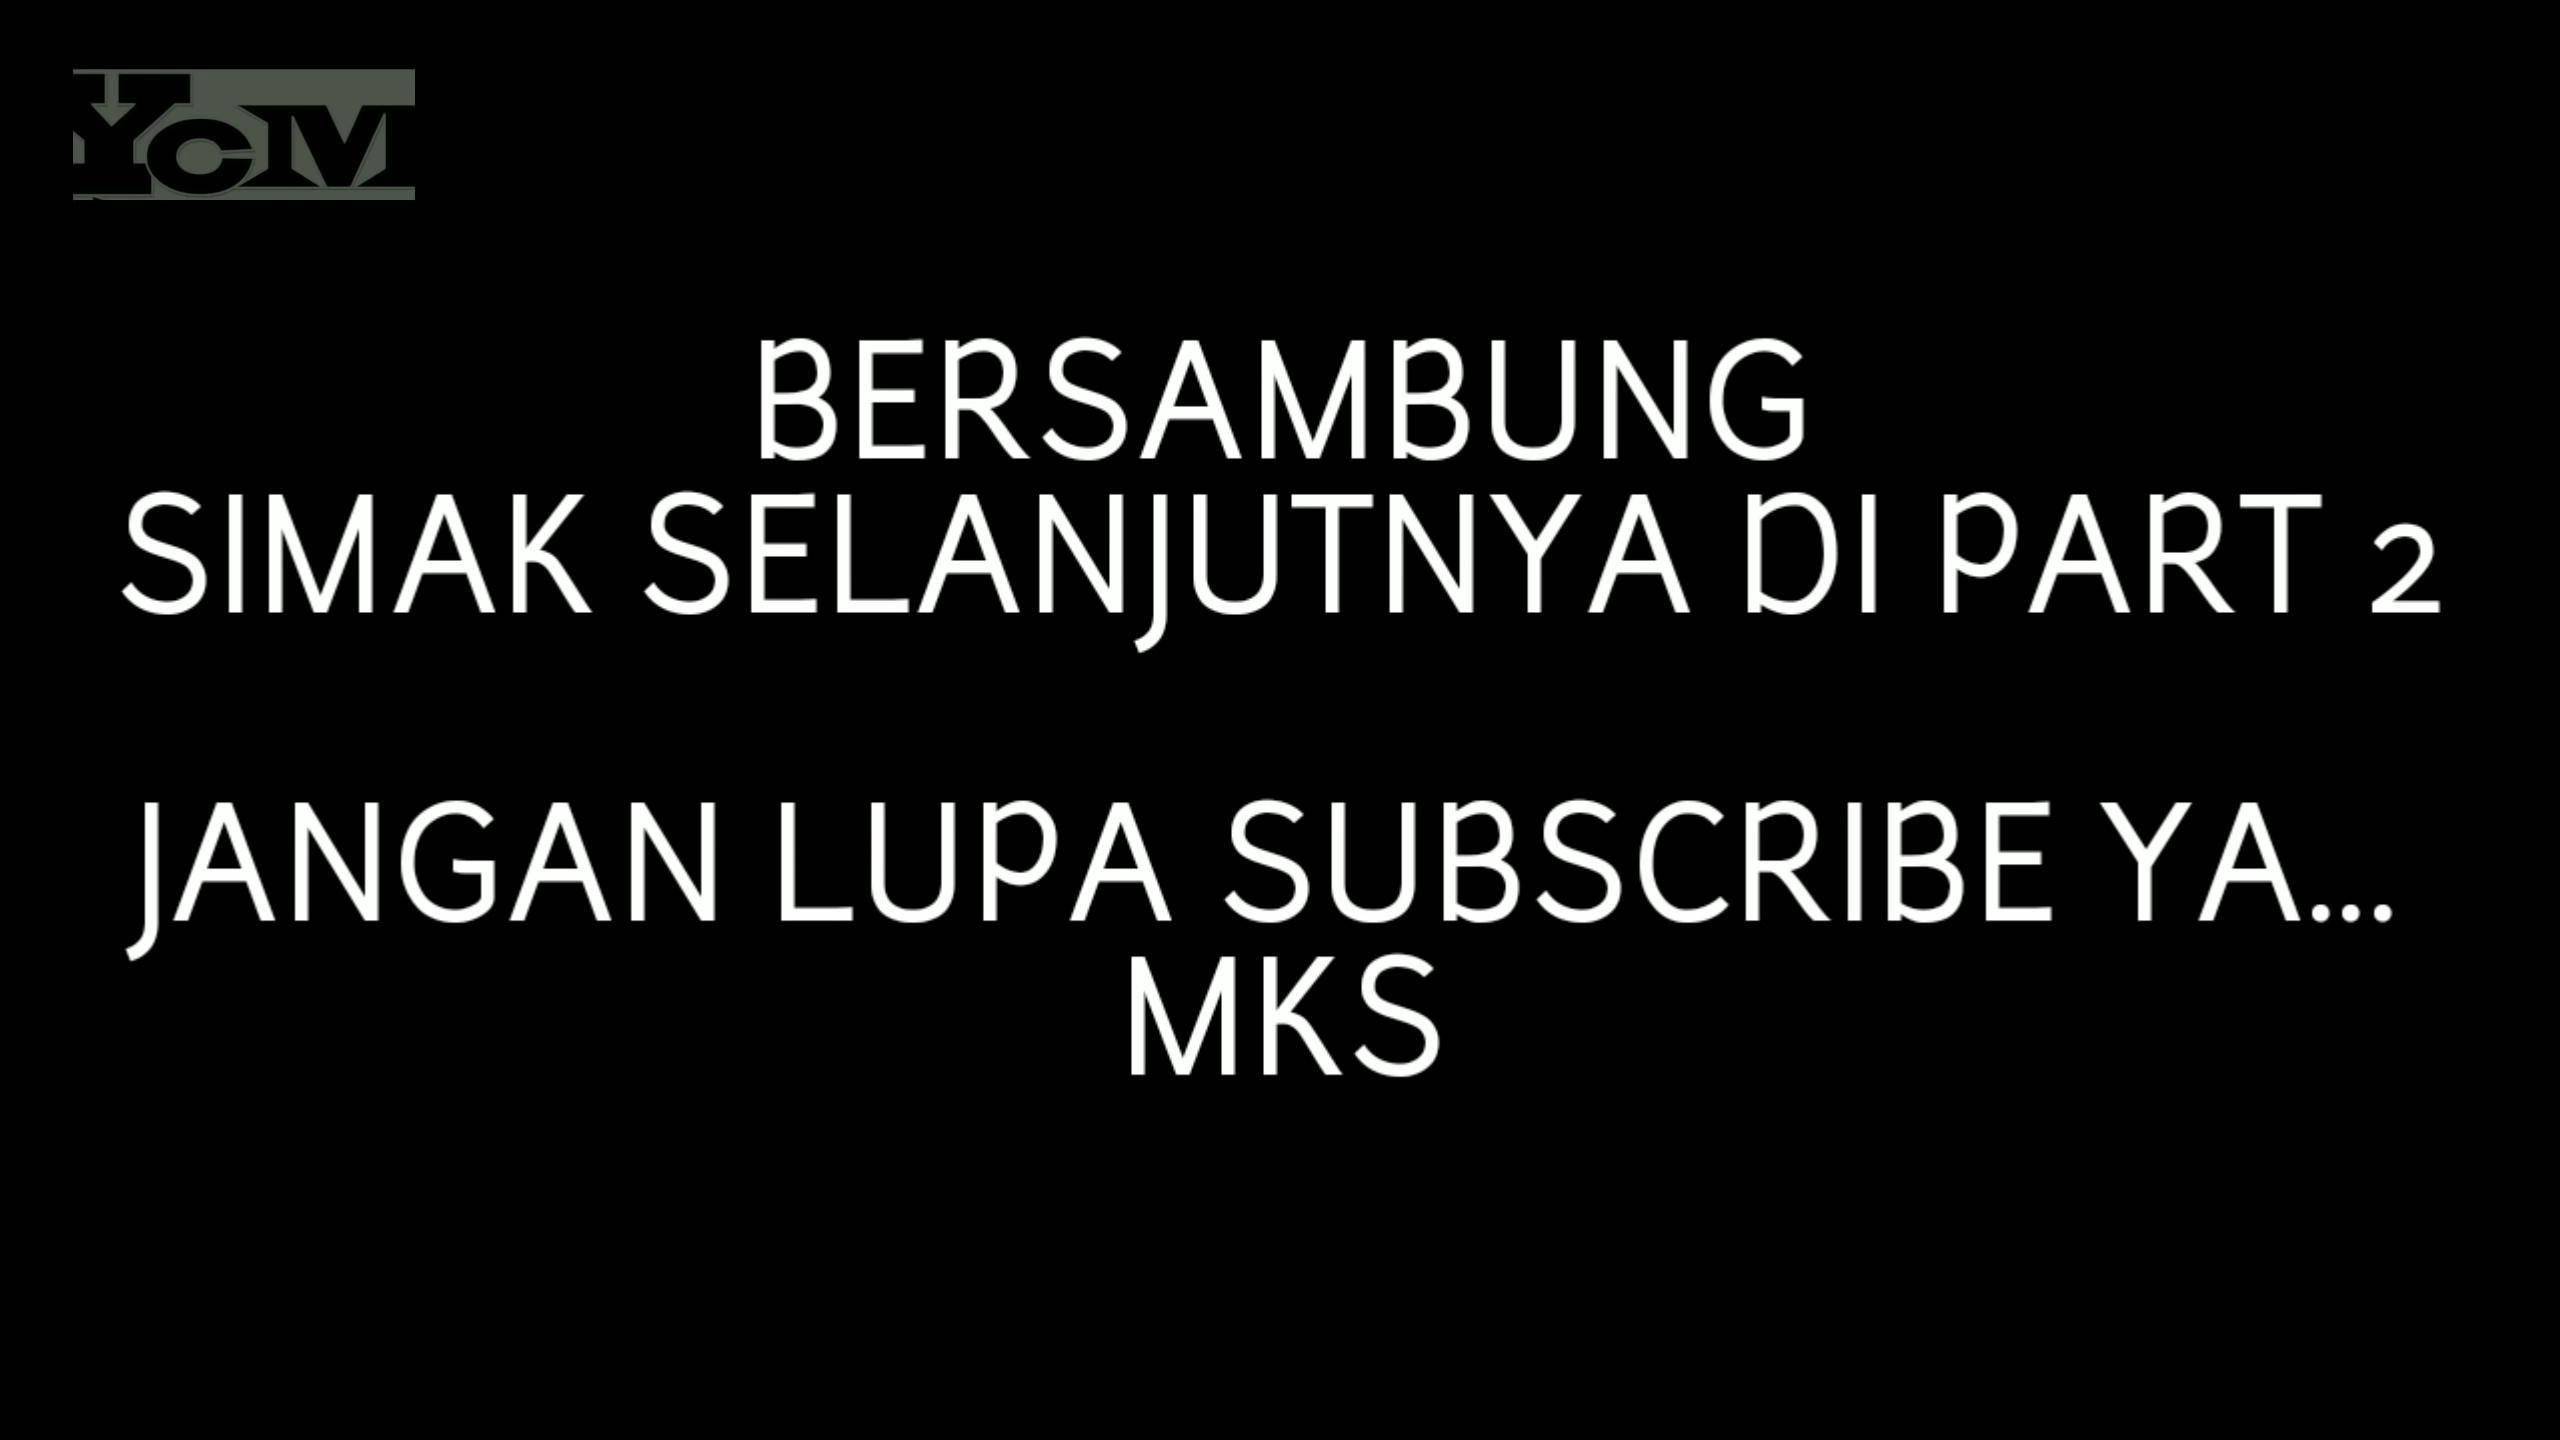 YCM
BERSAMBUNG
SIMAK SELANJUTNYA DI PART 2
JANGAN LUPA SUBSCRIBE YA...
MKS